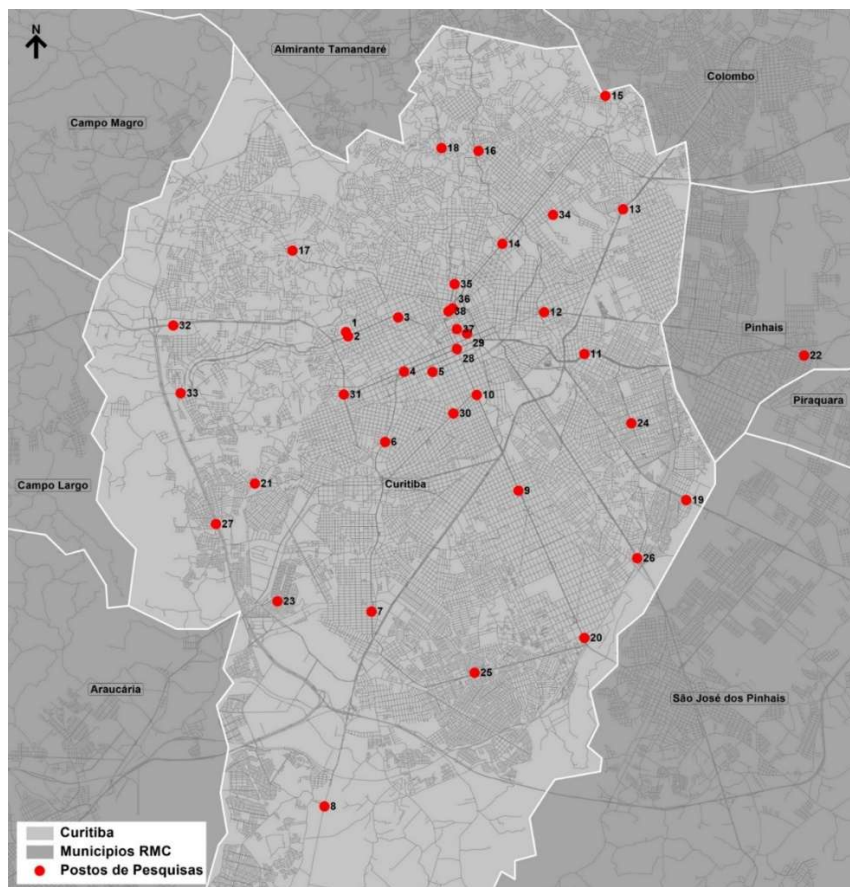 N
Almirante Tamandaré
Colombo
Campo Magro
15
18
16
34
13
14
17
35
36
38
12
3
1
2
37
29
32
28
11
Pinhais
22
4
5
Piraquara
33
31
10
30
24
6
Curitiba
21
Campo Largo
9
19
27
26
23
7
20
25
Araucária
São José dos Pinhais
8
Curitiba
Municipios RMC
Postos de Pesquisas